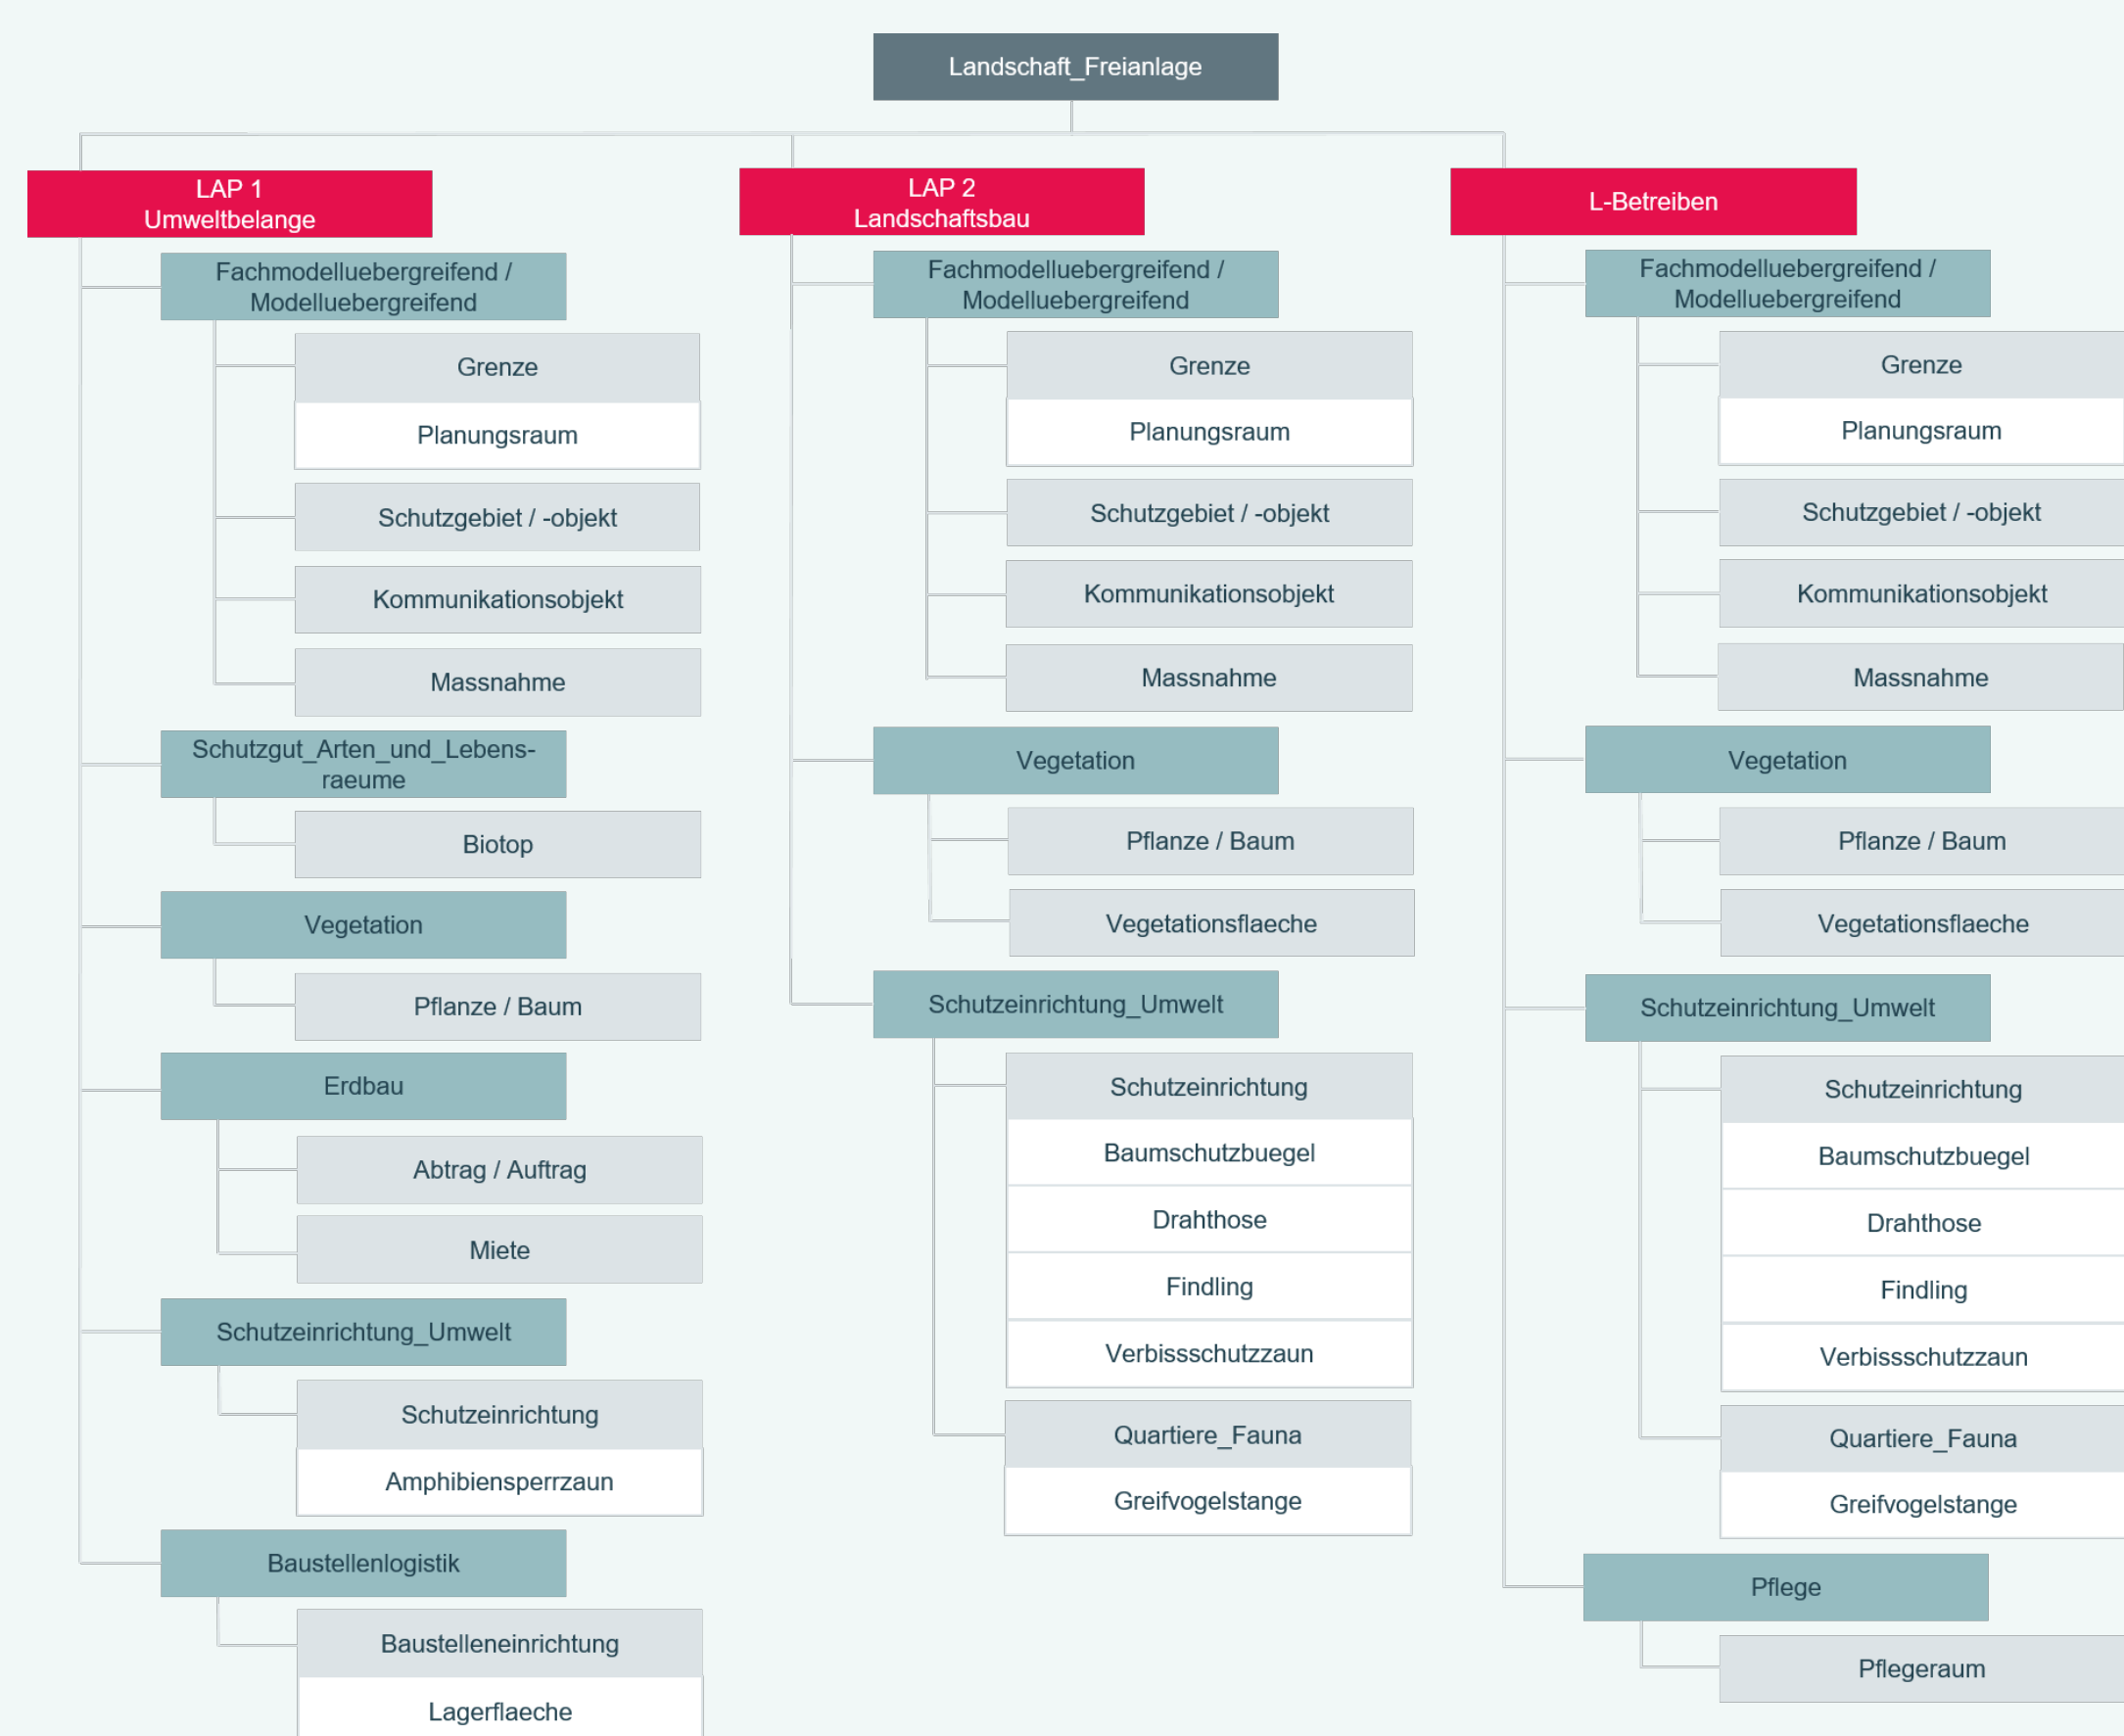 Landschaft_Freianlage
LAP 1
Umweltbelange
Fachmodelluebergreifend /
Modelluebergreifend
Grenze
Planungsraum
Schutzgebiet / -objekt
Kommunikationsobjekt
Massnahme
Schutzgut_Arten_und_Lebens-
raeume
Biotop
Vegetation
Pflanze / Baum
Erdbau
Abtrag / Auftrag
Miete
Schutzeinrichtung_Umwelt
Schutzeinrichtung
Amphibiensperrzaun
Baustellenlogistik
Baustelleneinrichtung
Lagerflaeche
LAP 2
Landschaftsbau
Fachmodelluebergreifend /
Modelluebergreifend
Grenze
Planungsraum
Schutzgebiet / -objekt
Kommunikationsobjekt
Massnahme
Vegetation
Pflanze / Baum
Vegetationsflaeche
Schutzeinrichtung_Umwelt
Schutzeinrichtung
Baumschutzbuegel
Drahthose
Findling
Verbissschutzzaun
Quartiere_Fauna
Greifvogelstange
L-Betreiben
Fachmodelluebergreifend /
Modelluebergreifend
Grenze
Planungsraum
Schutzgebiet / -objekt
Kommunikationsobjekt
Massnahme
Vegetation
Pflanze / Baum
Vegetationsflaeche
Schutzeinrichtung_Umwelt
Schutzeinrichtung
Baumschutzbuegel
Drahthose
Findling
Verbissschutzzaun
Quartiere_Fauna
Greifvogelstange
Pflege
Pflegeraum